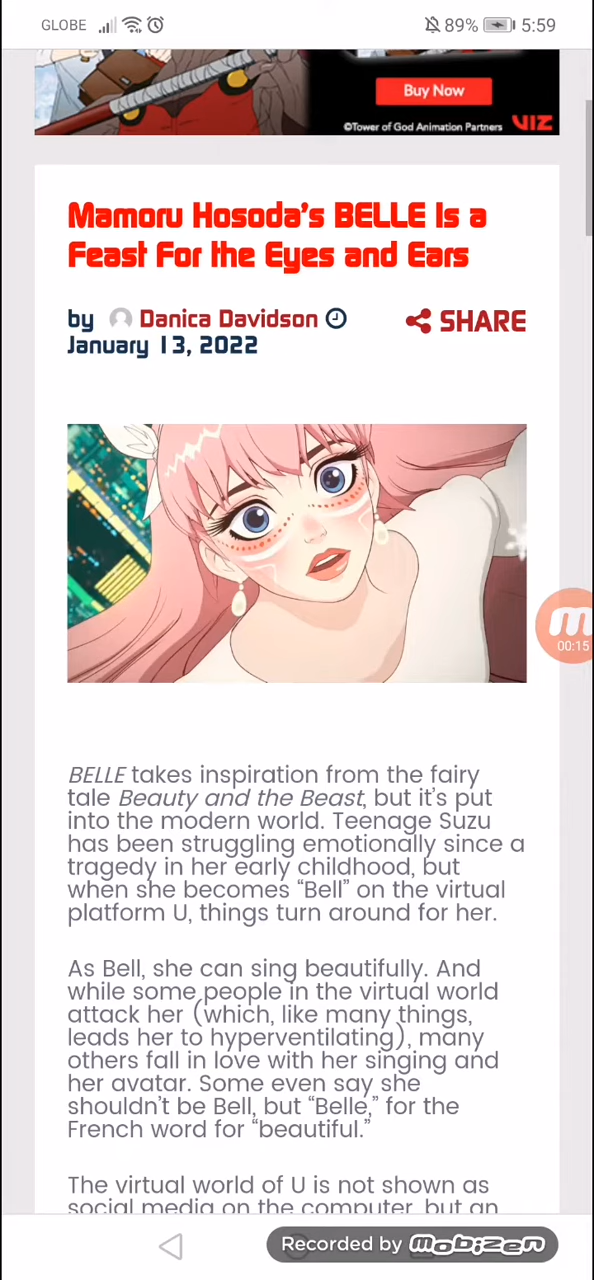 GLOBE 89% 5:59
Buy Now
©Tower of God Animation Partners VIZ
Mamoru Hosoda's BELLE Is a
Feast For the Eyes and Ears
by Danica Davidson
January 13, 2022
SHARE
00:15
BELLE takes inspiration from the fairy
tale Beauty and the Beast, but it's put
into the modern world. Teenage Suzu
has been struggling emotionally since a
tragedy in her early childhood, but
when she becomes “Bell” on the virtual
platform U, things turn around for her.
As Bell, she can sing beautifully. And
while some people in the virtual world
attack her (which, like many things,
leads her to hyperventilating), many
others fall in love with her singing and
her avatar. Some even say she
shouldn't be Bell, but “Belle,” for the
French word for “beautiful.”
The virtual world of U is not shown as
social media on the computer, but an
Recorded by mobizen